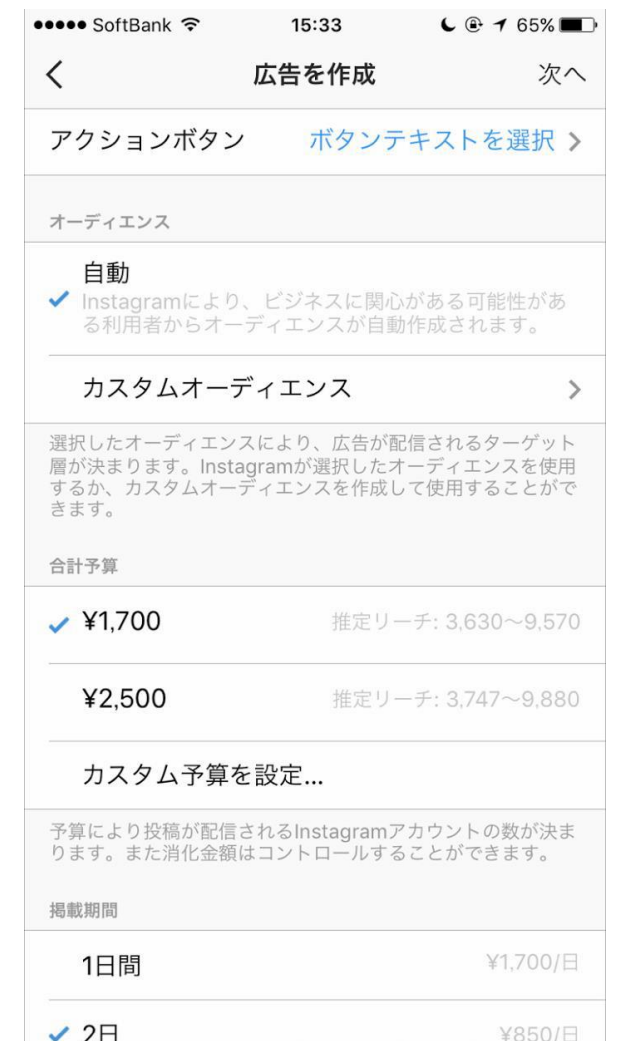 SoftBank 15:33 65%
広告を作成 次へ
アクションボタン ボタンテキストを選択
オーディエンス
自動
Instagramにより、ビジネスに関心がある可能性があ
る利用者からオーディエンスが自動作成されます。
カスタムオーディエンス
選択したオーディエンスにより、広告が配信されるターゲット
層が決まります。Instagramが選択したオーディエンスを使用
するか、カスタムオーディエンスを作成して使用することがで
きます。
合計予算
¥1,700 推定リーチ: 3,630〜9,570
¥2,500 推定リーチ: 3,747〜9,880
カスタム予算を設定...
予算により投稿が配信されるInstagramアカウントの数が決ま
ります。また消化金額はコントロールすることができます。
掲載期間
1日間 ¥1,700/日
2日 ¥850/日